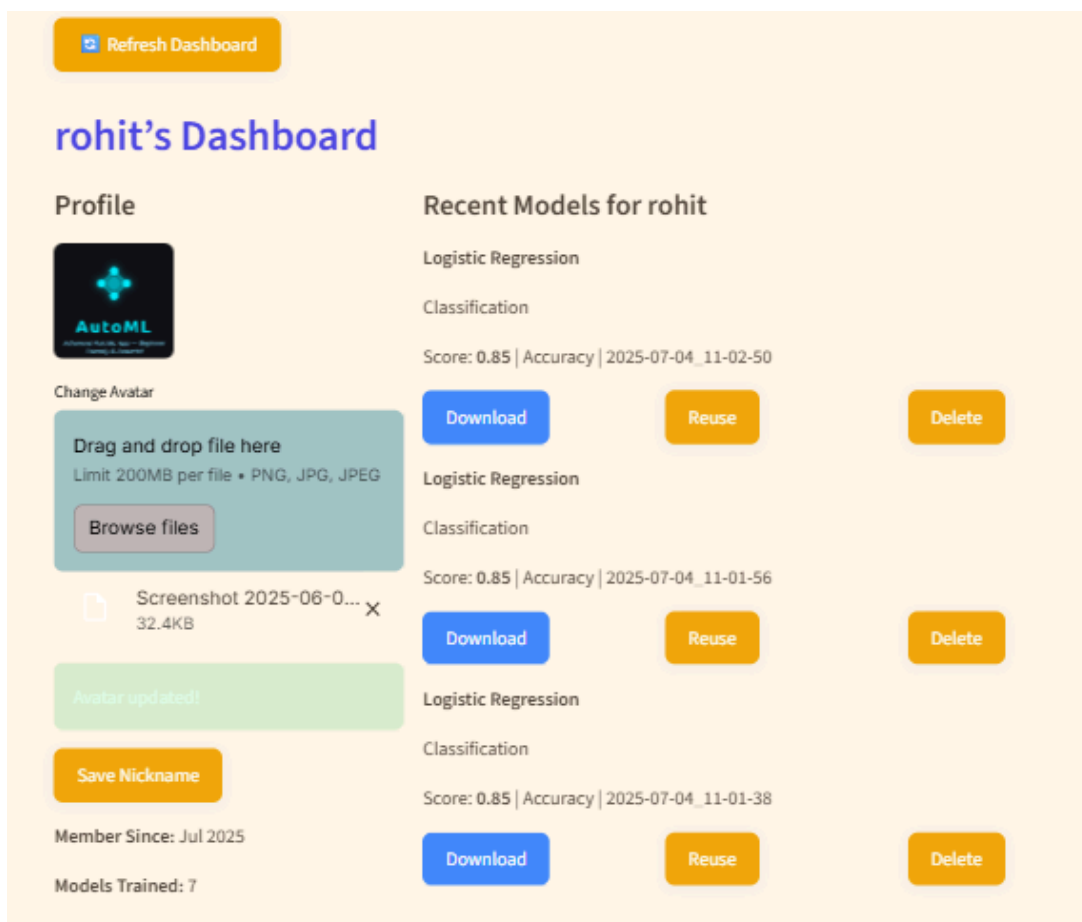 Refresh Dashboard
rohit's Dashboard
Profile
AutoML
Change Avatar
Drag and drop file here
Limit 200MB per file • PNG, JPG, JPEG
Browse files
Screenshot 2025-06-0...
32.4KB
Avatar updated!
Save Nickname
Member Since: Jul 2025
Models Trained: 7
Recent Models for rohit
Logistic Regression
Classification
Score: 0.85 | Accuracy | 2025-07-04_11-02-50
Download Reuse Delete
Logistic Regression
Classification
Score: 0.85 | Accuracy | 2025-07-04_11-01-56
Download Reuse Delete
Logistic Regression
Classification
Score: 0.85 | Accuracy | 2025-07-04_11-01-38
Download Reuse Delete